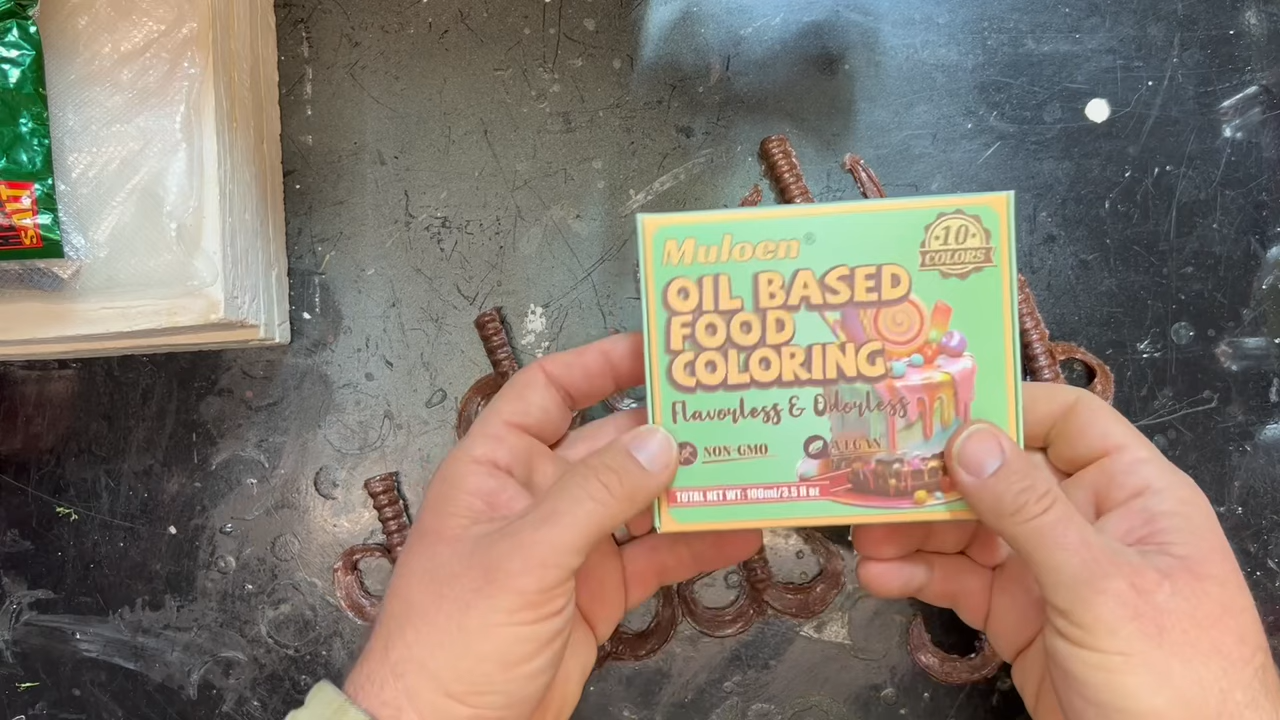 Muloen®
10
COLORS
OIL BASED
FOOD
COLORING
Flavorless & Odorless
NON-GMO
VEGAN
TOTAL NET WT: 100ml/3.5 fl oz
SALT